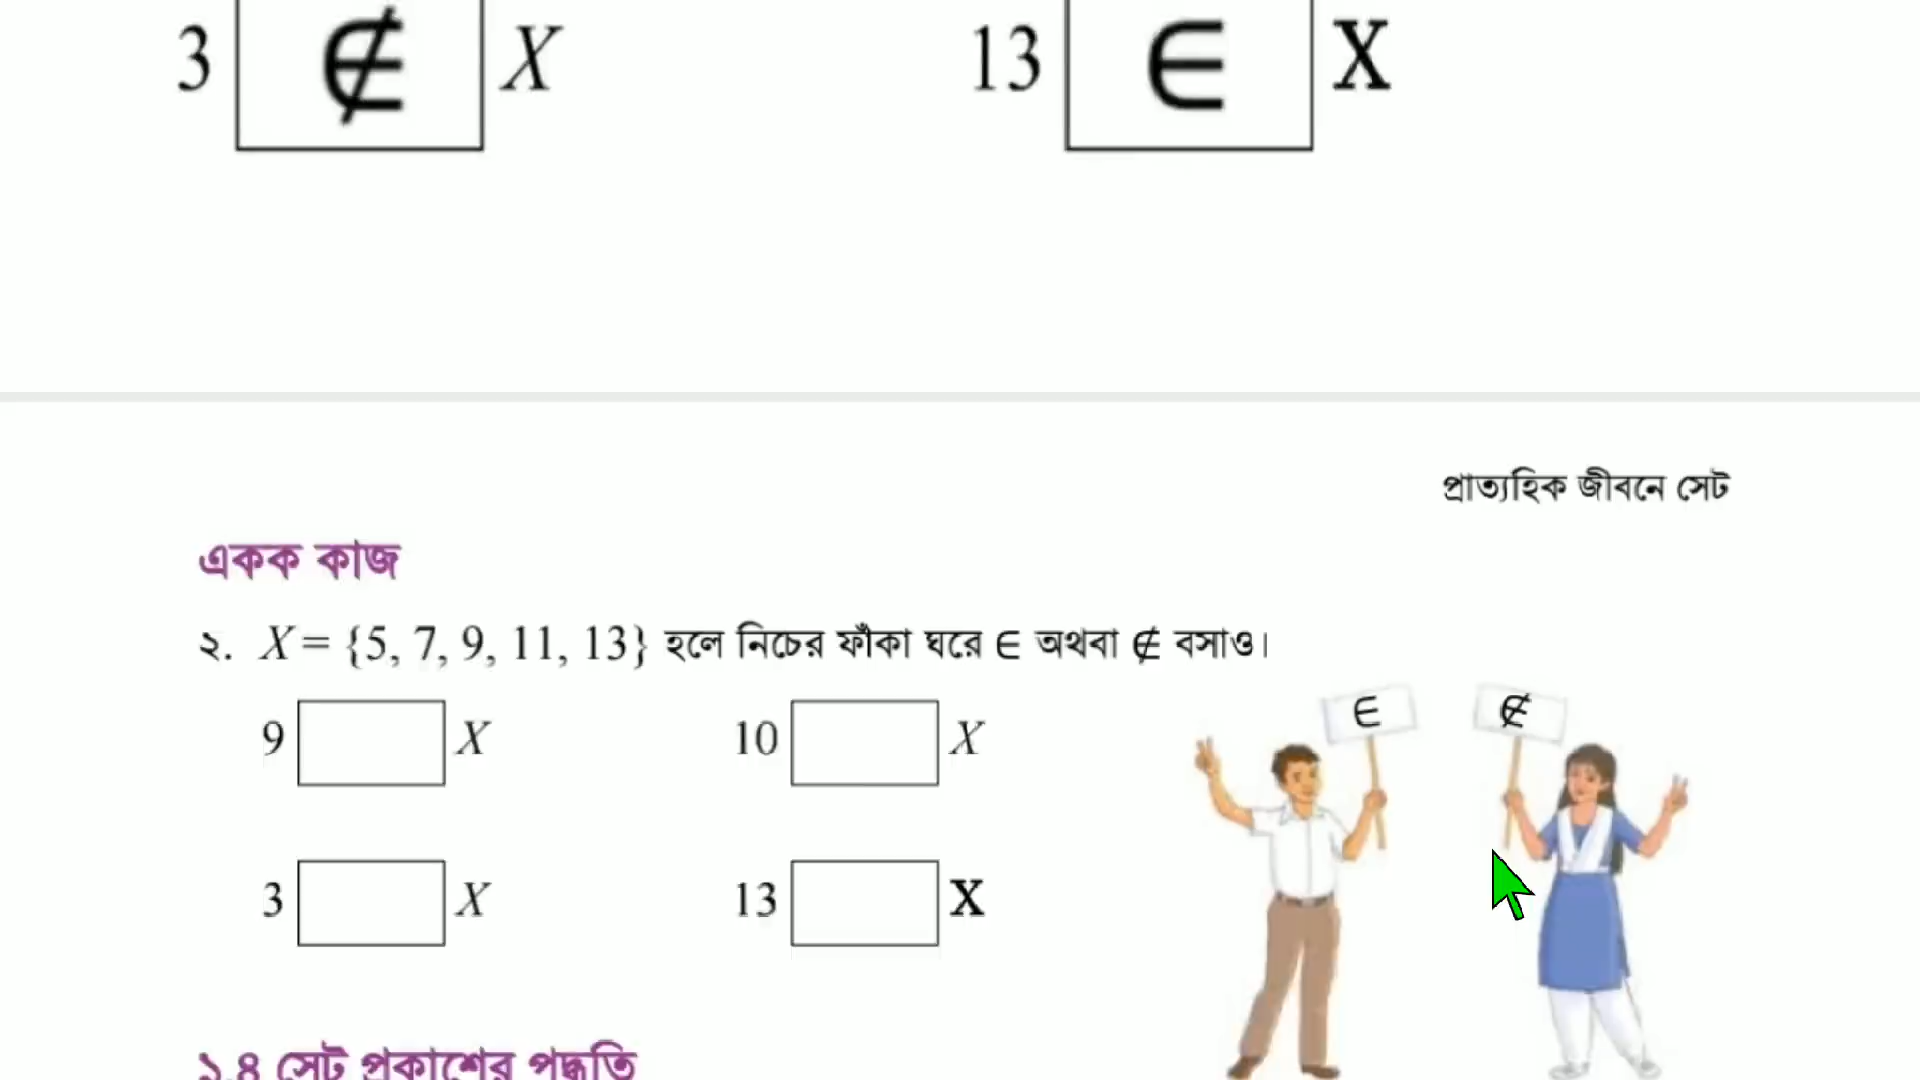 3 ∉ X 13 ∈ X
প্রাত্যহিক জীবনে সেট
একক কাজ
২. X = {5, 7, 9, 11, 13} হলে নিচের ফাঁকা ঘরে ∈ অথবা ∉ বসাও।
9 X 10 X
∈ ∉
3 X 13 X
১.৪ সেট প্রকাশের পদ্ধতি